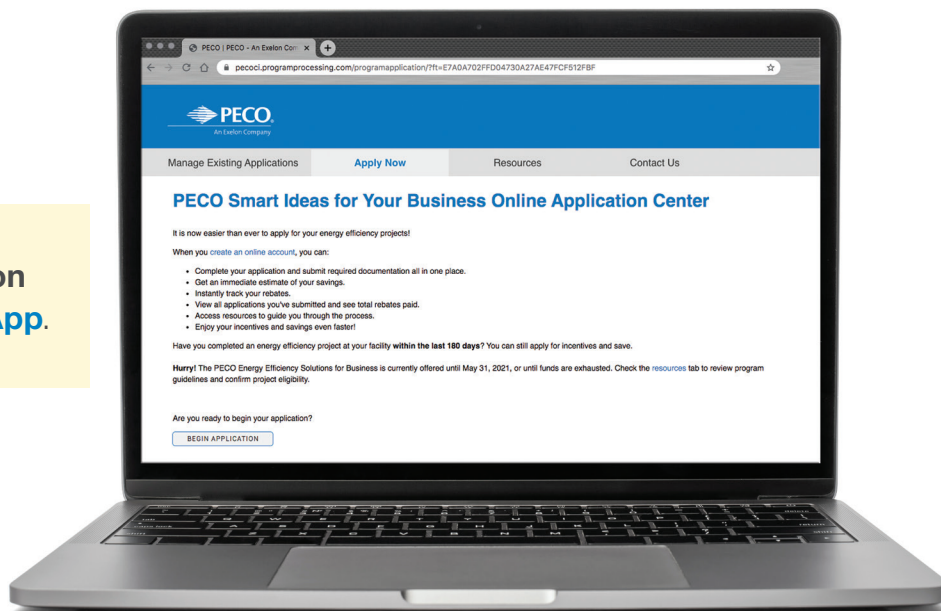 on
App.
PECO | PECO - An Exelon Com
pecoci.programprocessing.com/programapplication/?ft=E7A0A702FFD04730A27AE47FCF512FBF
PECO.
An Exelon Company
Manage Existing Applications Apply Now Resources Contact Us
PECO Smart Ideas for Your Business Online Application Center
It is now easier than ever to apply for your energy efficiency projects!
When you create an online account, you can:
• Complete your application and submit required documentation all in one place.
• Get an immediate estimate of your savings.
• Instantly track your rebates.
• View all applications you've submitted and see total rebates paid.
• Access resources to guide you through the process.
• Enjoy your incentives and savings even faster!
Have you completed an energy efficiency project at your facility within the last 180 days? You can still apply for incentives and save.
Hurry! The PECO Energy Efficiency Solutions for Business is currently offered until May 31, 2021, or until funds are exhausted. Check the resources tab to review program
guidelines and confirm project eligibility.
Are you ready to begin your application?
BEGIN APPLICATION